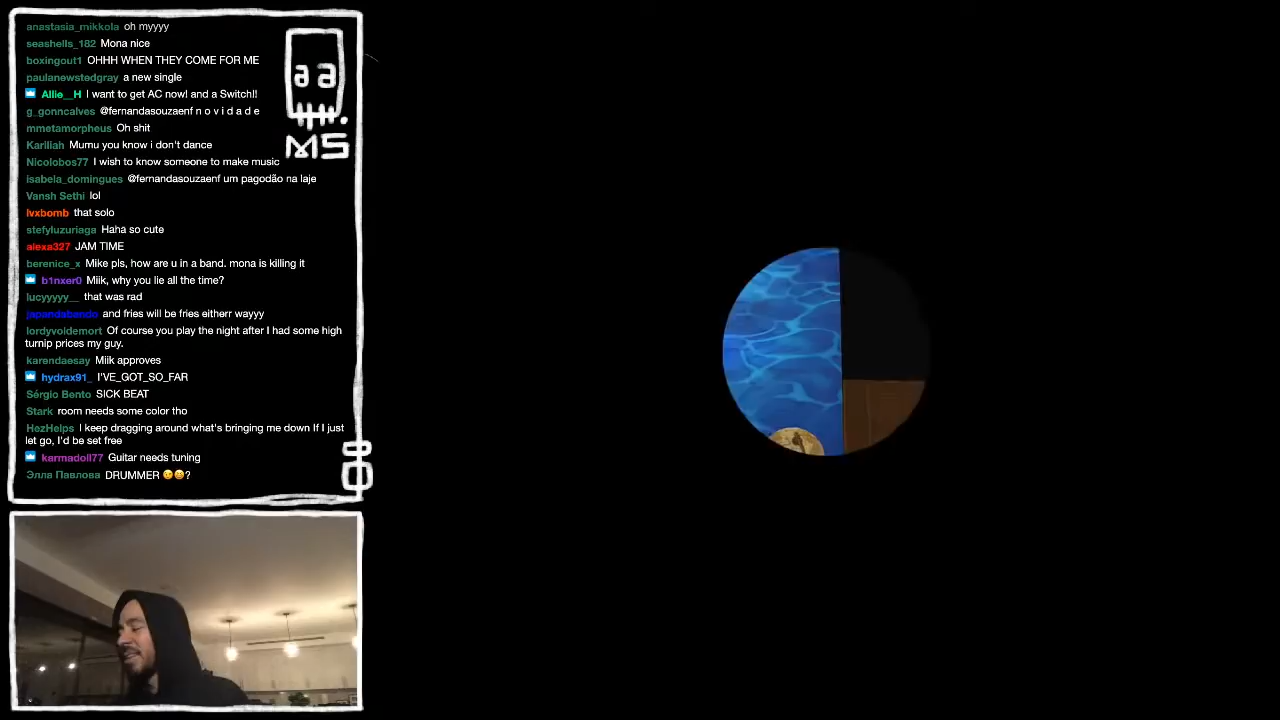 anastasia_mikkola oh myyyy
seashells_182 Mona nice
boxingout1 OHHH WHEN THEY COME FOR ME
paulanewstedgray a new single
Allie__H I want to get AC now! and a Switch!!
g_gonncalves @fernandasouzaenf n o v i d a d e
mmetamorpheus Oh shit
Kariliah Mumu you know i don't dance
Nicolobos77 I wish to know someone to make music
isabela_domingues @fernandasouzaenf um pagodão na laje
Vansh Sethi lol
lvxbomb that solo
stefyluzuriaga Haha so cute
alexa327 JAM TIME
berenice_x Mike pls, how are u in a band. mona is killing it
b1nxer0 Miik, why you lie all the time?
lucyyyyy__ that was rad
japandabendo and fries will be fries eitherr wayyy
lordyvoldemort Of course you play the night after I had some high
turnip prices my guy.
karendaesay Miik approves
hydrax91_ I'VE_GOT_SO_FAR
Sérgio Bento SICK BEAT
Stark room needs some color tho
HezHelps I keep dragging around what's bringing me down If I just
let go, I'd be set free
karmadoll77 Guitar needs tuning
Элла Павлова DRUMMER 😏😊?
MS